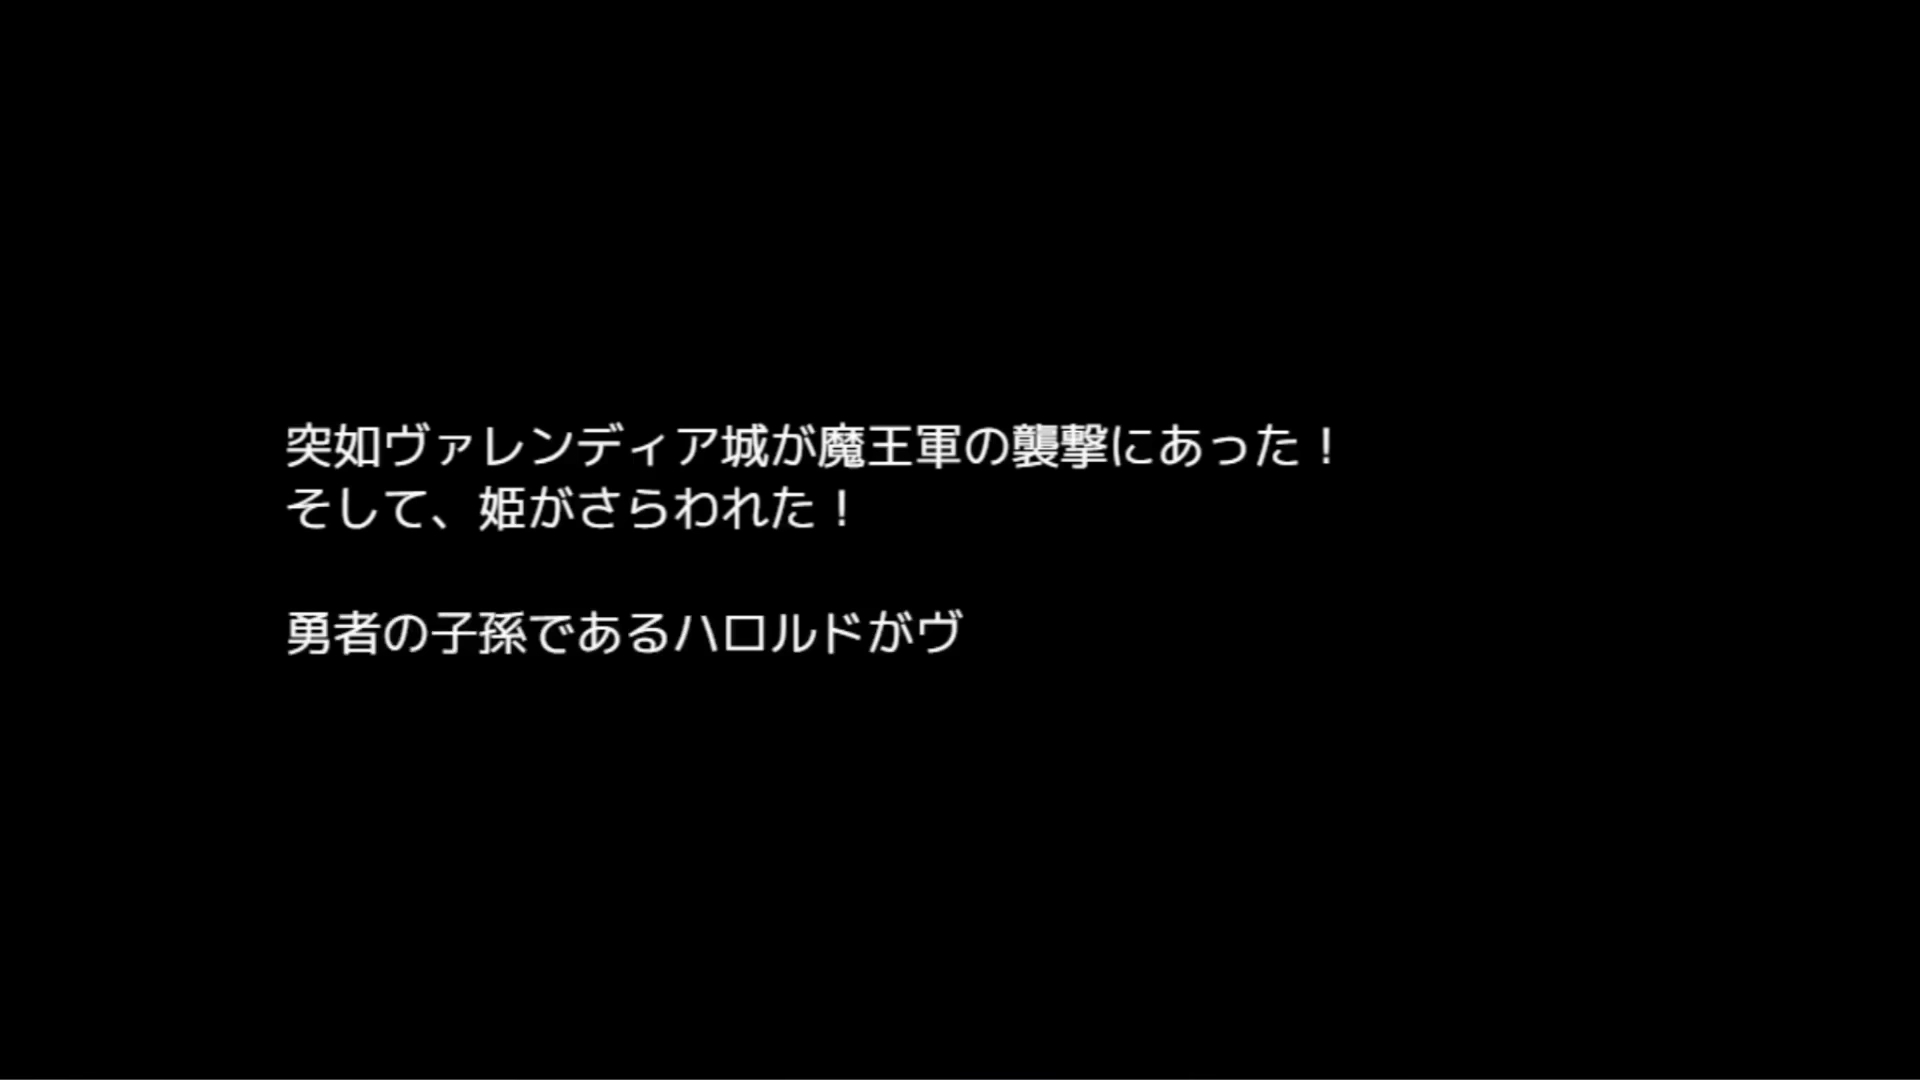 突如ヴァレンディア城が魔王軍の襲撃にあった！
そして、姫がさらわれた！
勇者の子孫であるハロルドがヴ